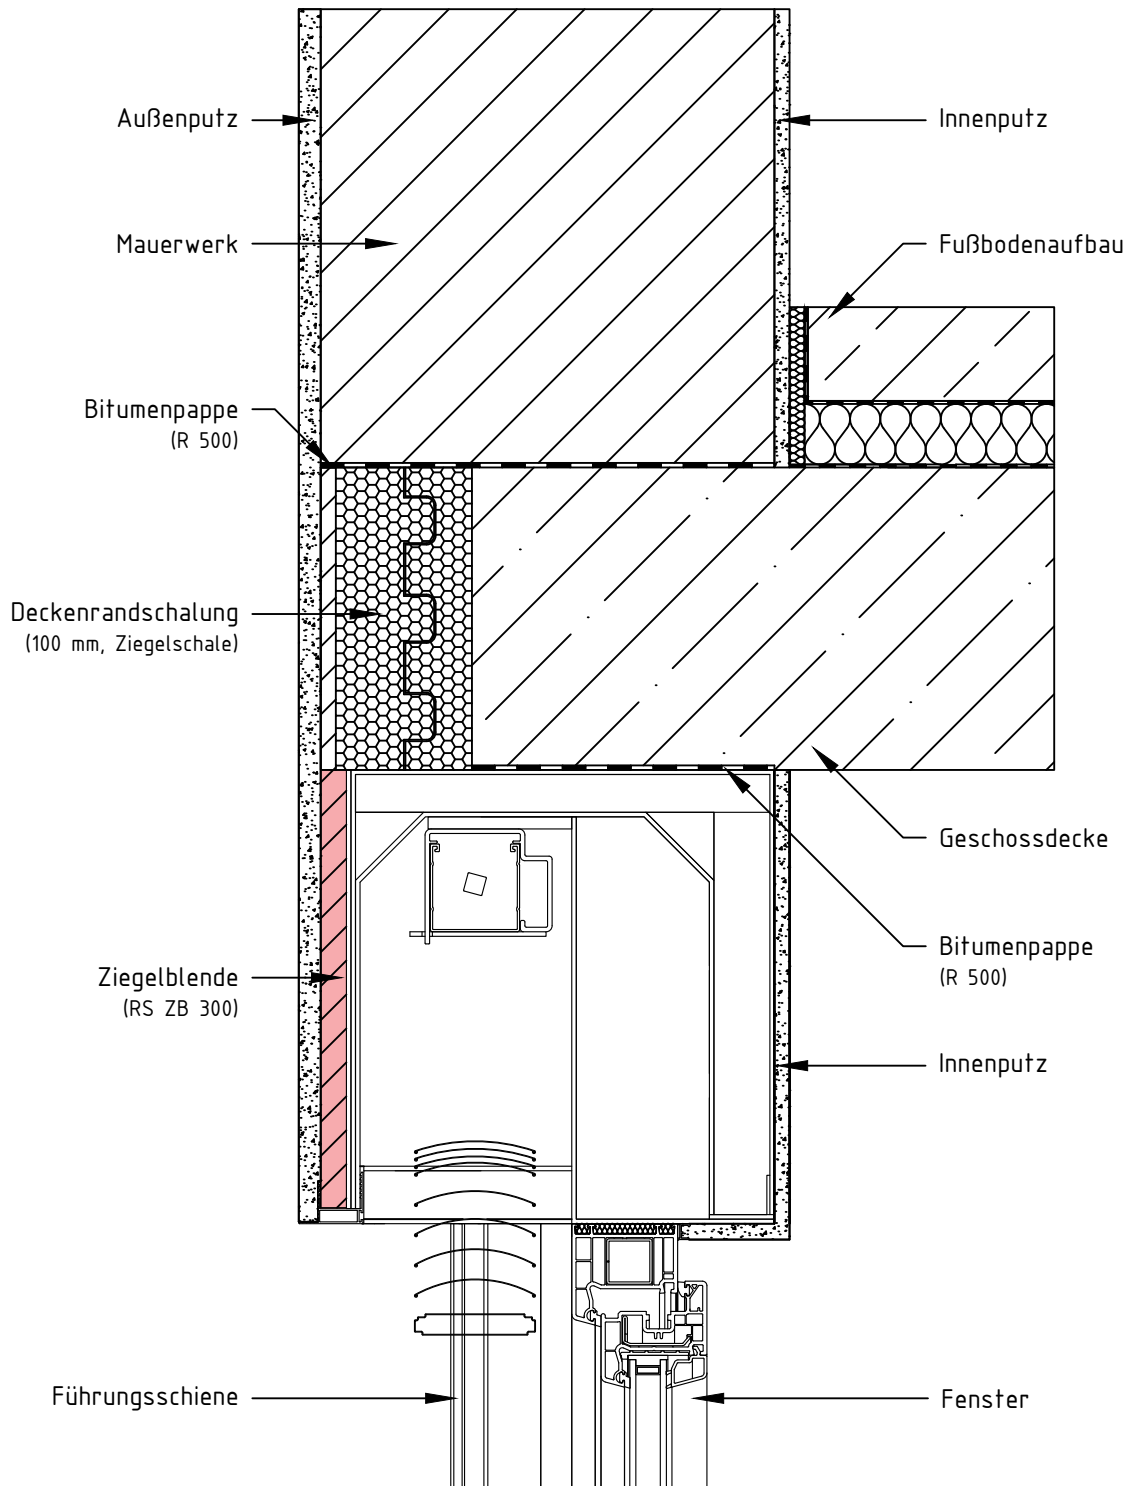 Außenputz
Innenputz
Mauerwerk
Fußbodenaufbau
Bitumenpappe
(R 500)
Deckenrandschalung
(100 mm, Ziegelschale)
Geschossdecke
Bitumenpappe
(R 500)
Ziegelblende
(RS ZB 300)
Innenputz
Führungsschiene
Fenster